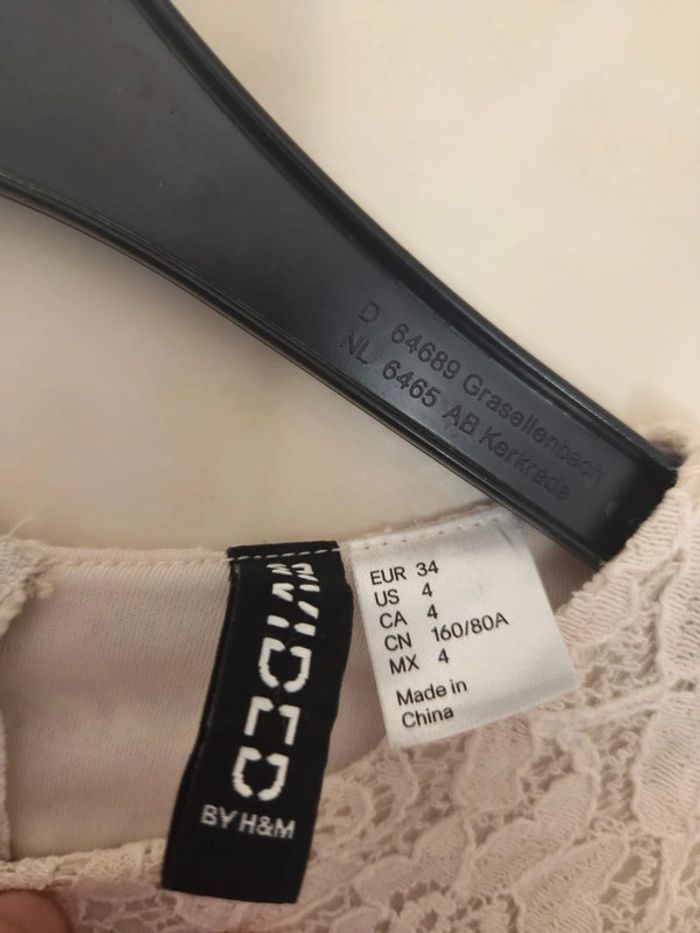 D 64689 Grasellenbach
NL 6465 AB Kerkrade
EUR 34
US 4
CA 4
CN 160/80A
MX 4
Made in
China
DIVIDED
BY H&M